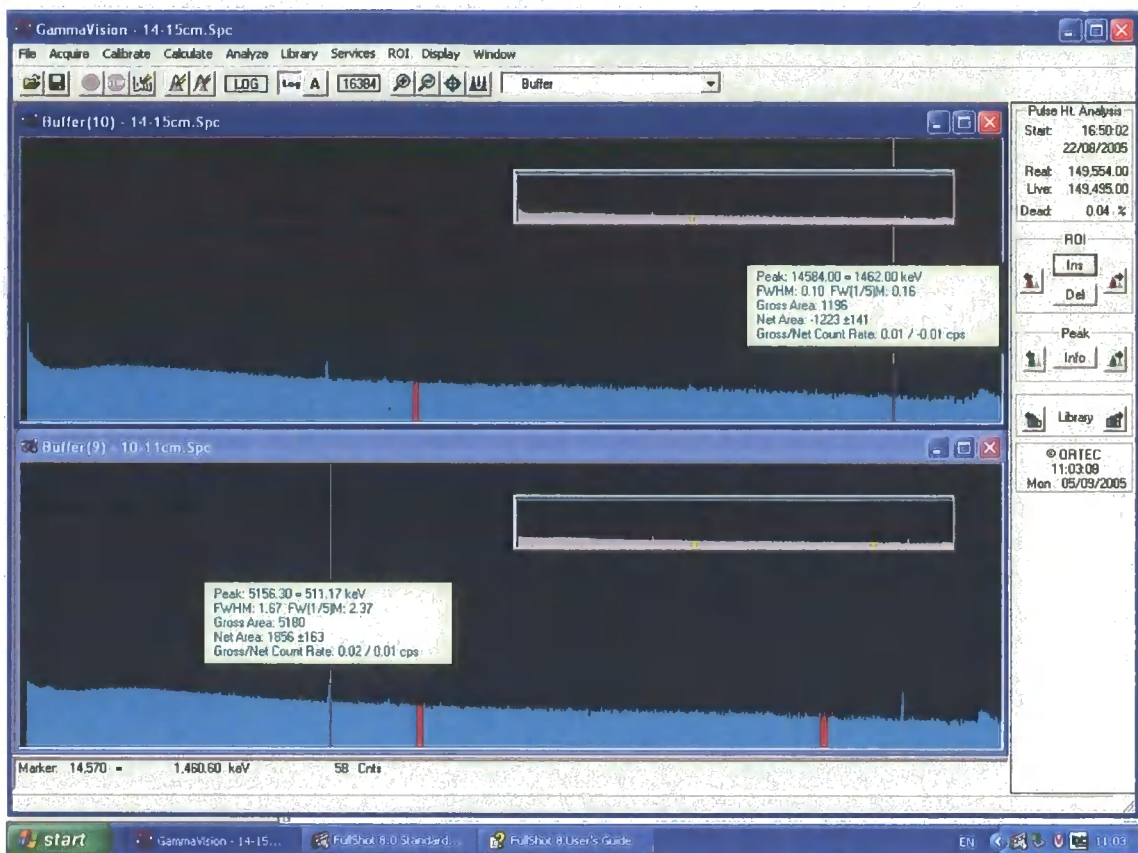 GammaVision - 14-15cm.Spc
File Acquire Calibrate Calculate Analyze Library Services ROI Display Window
LOG Log A 16384 Buffer
Buffer(10) - 14-15cm.Spc
Peak: 14584.00 = 1462.00 keV
FWHM: 0.10 FW(1/5)M: 0.16
Gross Area: 1196
Net Area: -1223 ±141
Gross/Net Count Rate: 0.01 / -0.01 cps
Buffer(9) - 10-11cm.Spc
Peak: 5156.30 = 511.17 keV
FWHM: 1.67 FW(1/5)M: 2.37
Gross Area: 5180
Net Area: 1856 ±163
Gross/Net Count Rate: 0.02 / 0.01 cps
Marker: 14,570 = 1,460.60 keV 58 Cnts
Pulse Ht. Analysis
Start: 16:50:02
22/08/2005
Real: 149,554.00
Live: 149,495.00
Dead: 0.04 %
ROI
Ins
Del
Peak
Info
Library
© ORTEC
11:03:09
Mon 05/09/2005
start GammaVision - 14-15... FullShot 8.0 Standard... FullShot 8 User's Guide EN 11:03